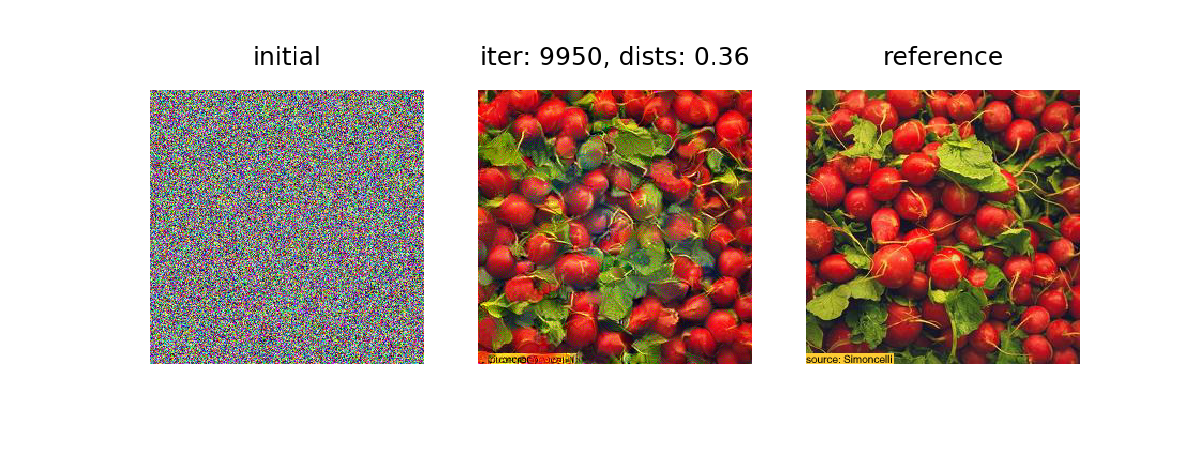 initial
iter: 9950, dists: 0.36
reference
source: Simoncelli